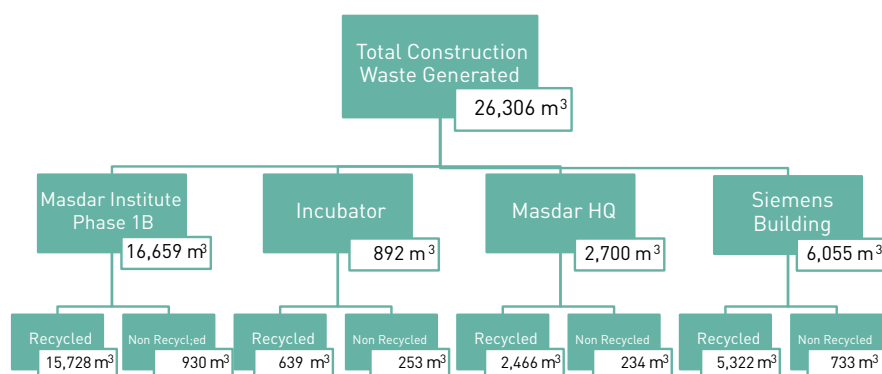 Total Construction
Waste Generated
26,306 m³
Masdar Institute
Phase 1B
16,659 m³
Incubator
892 m³
Masdar HQ
2,700 m³
Siemens
Building
6,055 m³
Recycled
15,728 m³
Non Recycl;ed
930 m³
Recycled
639 m³
Non Recycled
253 m³
Recycled
2,466 m³
Non Recycled
234 m³
Recycled
5,322 m³
Non Recycled
733 m³